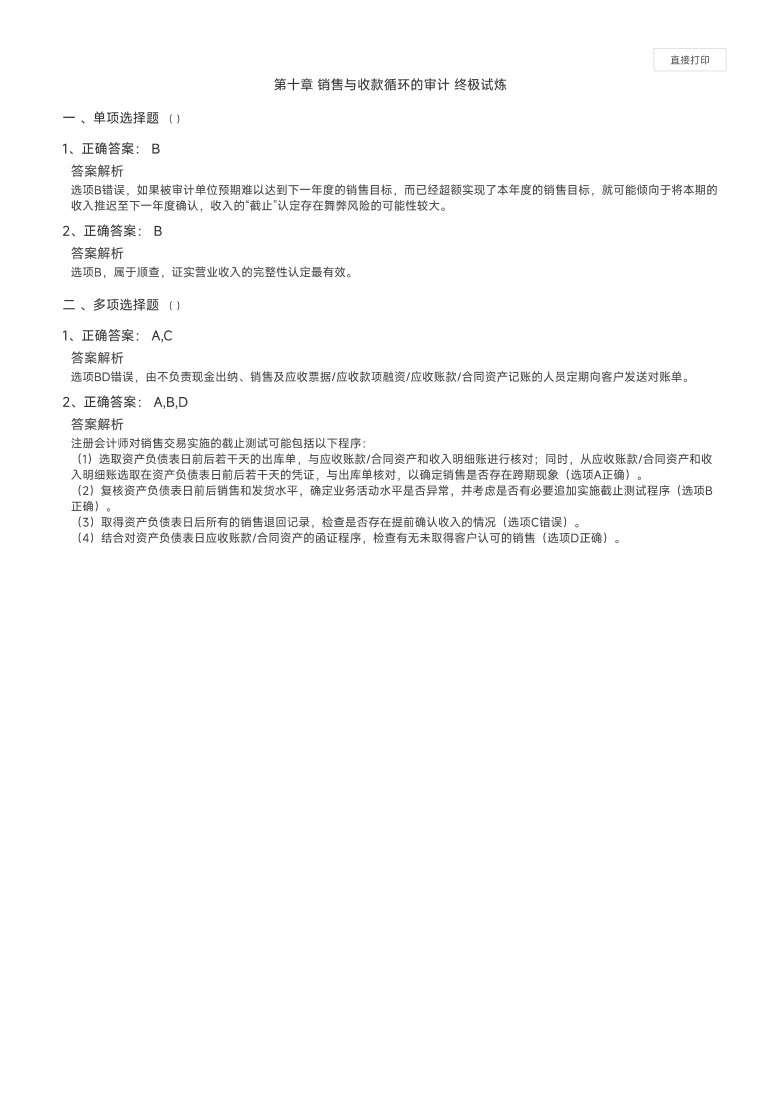 直接打印
第十章 销售与收款循环的审计 终极试炼
一 、单项选择题 （ ）
1、正确答案： B
答案解析
选项B错误，如果被审计单位预期难以达到下一年度的销售目标，而已经超额实现了本年度的销售目标，就可能倾向于将本期的
收入推迟至下一年度确认，收入的“截止”认定存在舞弊风险的可能性较大。
2、正确答案： B
答案解析
选项B，属于顺查，证实营业收入的完整性认定最有效。
二 、多项选择题 （ ）
1、正确答案： A,C
答案解析
选项BD错误，由不负责现金出纳、销售及应收票据/应收款项融资/应收账款/合同资产记账的人员定期向客户发送对账单。
2、正确答案： A,B,D
答案解析
注册会计师对销售交易实施的截止测试可能包括以下程序：
（1）选取资产负债表日前后若干天的出库单，与应收账款/合同资产和收入明细账进行核对；同时，从应收账款/合同资产和收
入明细账选取在资产负债表日前后若干天的凭证，与出库单核对，以确定销售是否存在跨期现象（选项A正确）。
（2）复核资产负债表日前后销售和发货水平，确定业务活动水平是否异常，并考虑是否有必要追加实施截止测试程序（选项B
正确）。
（3）取得资产负债表日后所有的销售退回记录，检查是否存在提前确认收入的情况（选项C错误）。
（4）结合对资产负债表日应收账款/合同资产的函证程序，检查有无未取得客户认可的销售（选项D正确）。